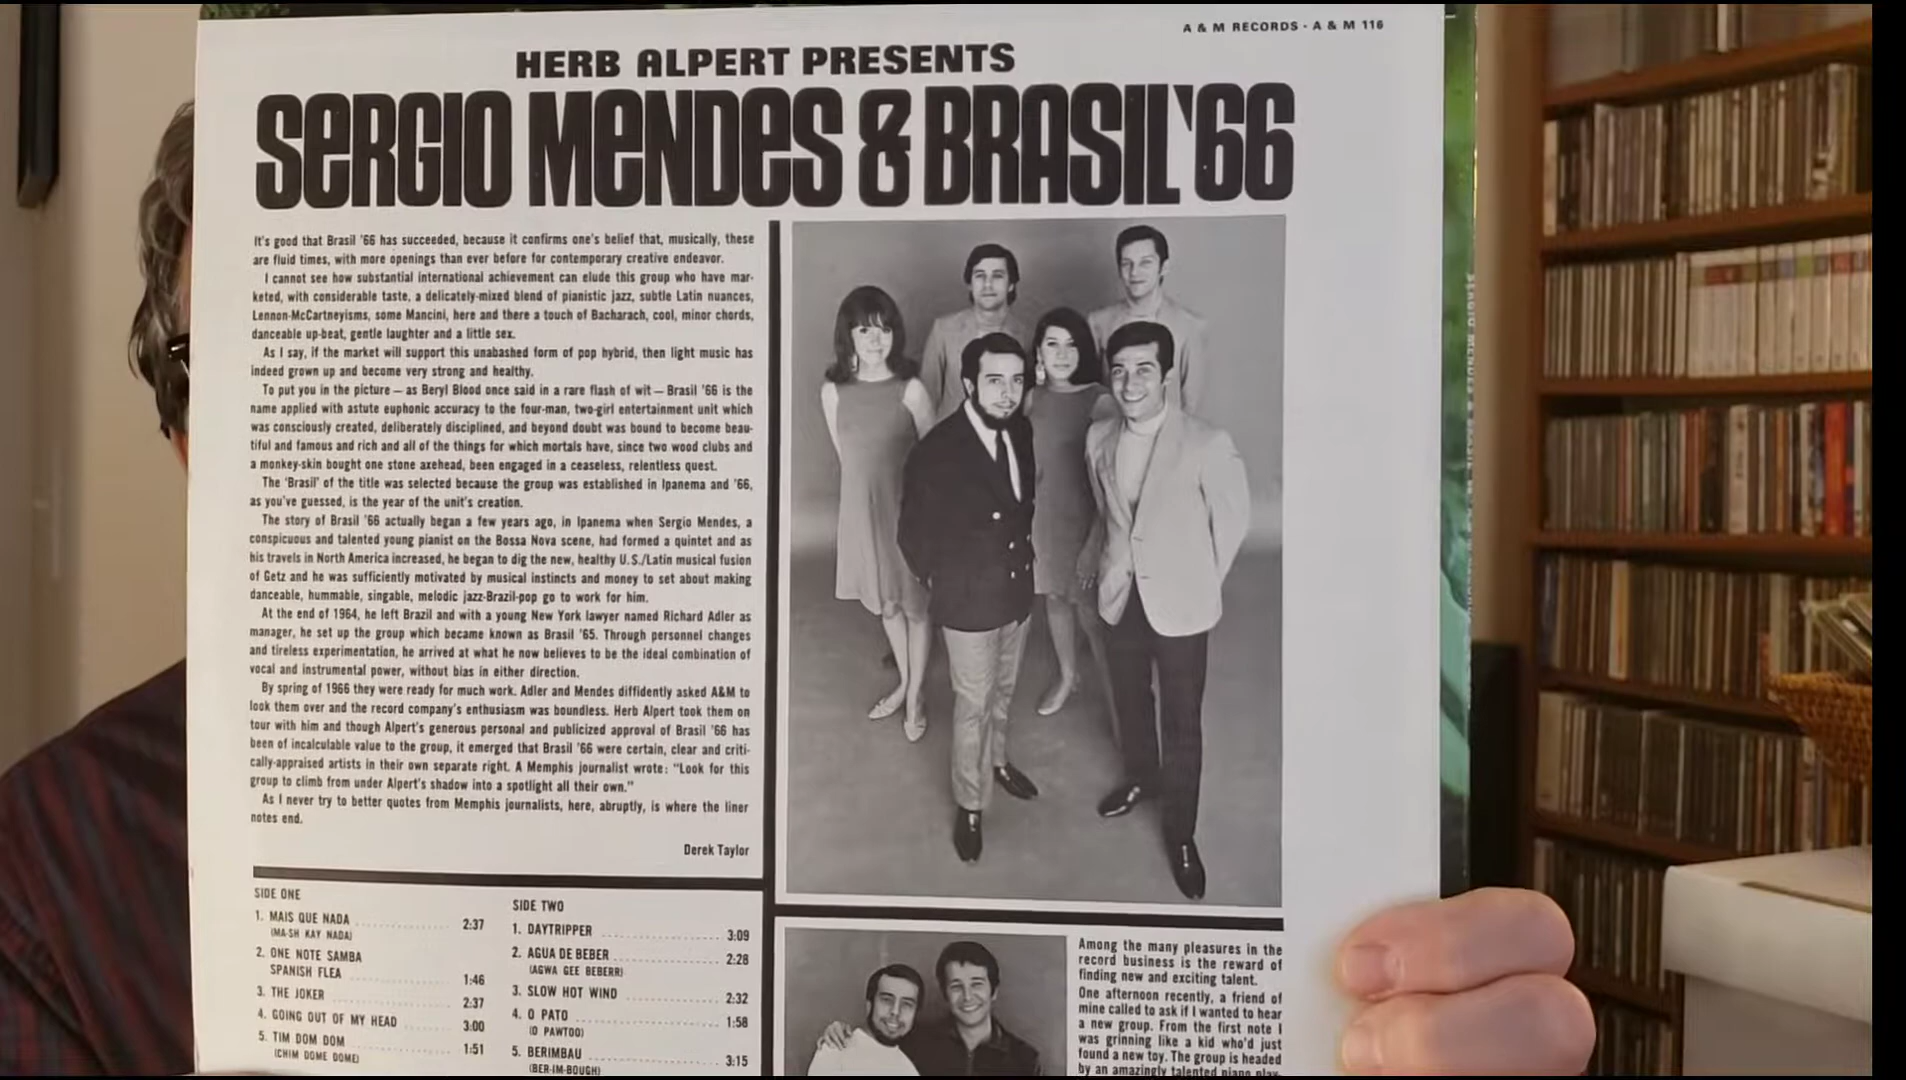 A & M RECORDS · A & M 116
HERB ALPERT PRESENTS
SERGIO MENDES & BRASIL '66
It's good that Brasil '66 has succeeded, because it confirms one's belief that, musically, these
are fluid times, with more openings than ever before for contemporary creative endeavor.
I cannot see how substantial international achievement can elude this group who have mar-
keted, with considerable taste, a delicately-mixed blend of pianistic jazz, subtle Latin nuances,
Lennon-McCartneyisms, some Mancini, here and there a touch of Bacharach, cool, minor chords,
danceable up-beat, gentle laughter and a little sex.
As I say, if the market will support this unabashed form of pop hybrid, then light music has
indeed grown up and become very strong and healthy.
To put you in the picture — as Beryl Blood once said in a rare flash of wit — Brasil '66 is the
name applied with astute euphonic accuracy to the four-man, two-girl entertainment unit which
was consciously created, deliberately disciplined, and beyond doubt was bound to become beau-
tiful and famous and rich and all of the things for which mortals have, since two wood clubs and
a monkey-skin bought one stone axehead, been engaged in a ceaseless, relentless quest.
The 'Brasil' of the title was selected because the group was established in Ipanema and '66,
as you've guessed, is the year of the unit's creation.
The story of Brasil '66 actually began a few years ago, in Ipanema when Sergio Mendes, a
conspicuous and talented young pianist on the Bossa Nova scene, had formed a quintet and as
his travels in North America increased, he began to dig the new, healthy U.S./Latin musical fusion
of Getz and he was sufficiently motivated by musical instincts and money to set about making
danceable, hummable, singable, melodic jazz-Brazil-pop go to work for him.
At the end of 1964, he left Brazil and with a young New York lawyer named Richard Adler as
manager, he set up the group which became known as Brasil '65. Through personnel changes
and tireless experimentation, he arrived at what he now believes to be the ideal combination of
vocal and instrumental power, without bias in either direction.
By spring of 1966 they were ready for much work. Adler and Mendes diffidently asked A&M to
look them over and the record company's enthusiasm was boundless. Herb Alpert took them on
tour with him and though Alpert's generous personal and publicized approval of Brasil '66 has
been of incalculable value to the group, it emerged that Brasil '66 were certain, clear and criti-
cally-appraised artists in their own separate right. A Memphis journalist wrote: "Look for this
group to climb from under Alpert's shadow into a spotlight all their own."
As I never try to better quotes from Memphis journalists, here, abruptly, is where the liner
notes end.
Derek Taylor
SIDE ONE
1. MAIS QUE NADA 2:37
(MA-SH KAY NADA)
2. ONE NOTE SAMBA
SPANISH FLEA 1:46
3. THE JOKER 2:37
4. GOING OUT OF MY HEAD 3:00
5. TIM DOM DOM 1:51
(CHIM DOME DOME)
SIDE TWO
1. DAYTRIPPER 3:09
2. AGUA DE BEBER 2:28
(AGWA GEE BEBERR)
3. SLOW HOT WIND 2:32
4. O PATO 1:58
(O PAWTOO)
5. BERIMBAU 3:15
(BER-IM-BOUGH)
Among the many pleasures in the
record business is the reward of
finding new and exciting talent.
One afternoon recently, a friend of
mine called to ask if I wanted to hear
a new group. From the first note I
was grinning like a kid who'd just
found a new toy. The group is headed
by an amazingly talented piano play-